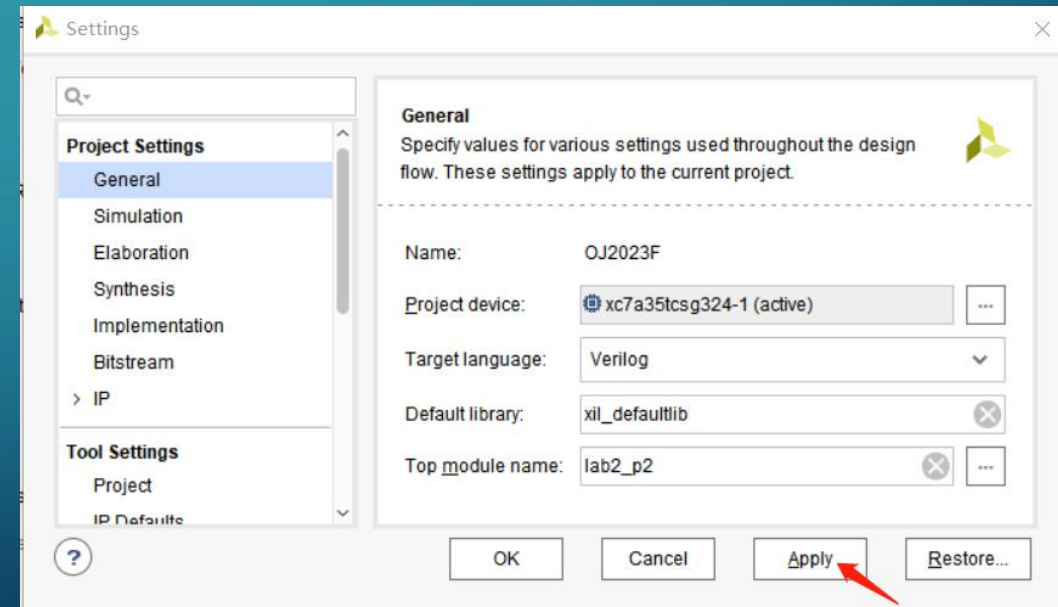 Settings
Project Settings
General
Simulation
Elaboration
Synthesis
Implementation
Bitstream
> IP
Tool Settings
Project
IP Defaults
General
Specify values for various settings used throughout the design
flow. These settings apply to the current project.
Name: OJ2023F
Project device: xc7a35tcsg324-1 (active) ...
Target language: Verilog
Default library: xil_defaultlib
Top module name: lab2_p2 ...
? OK Cancel Apply Restore...